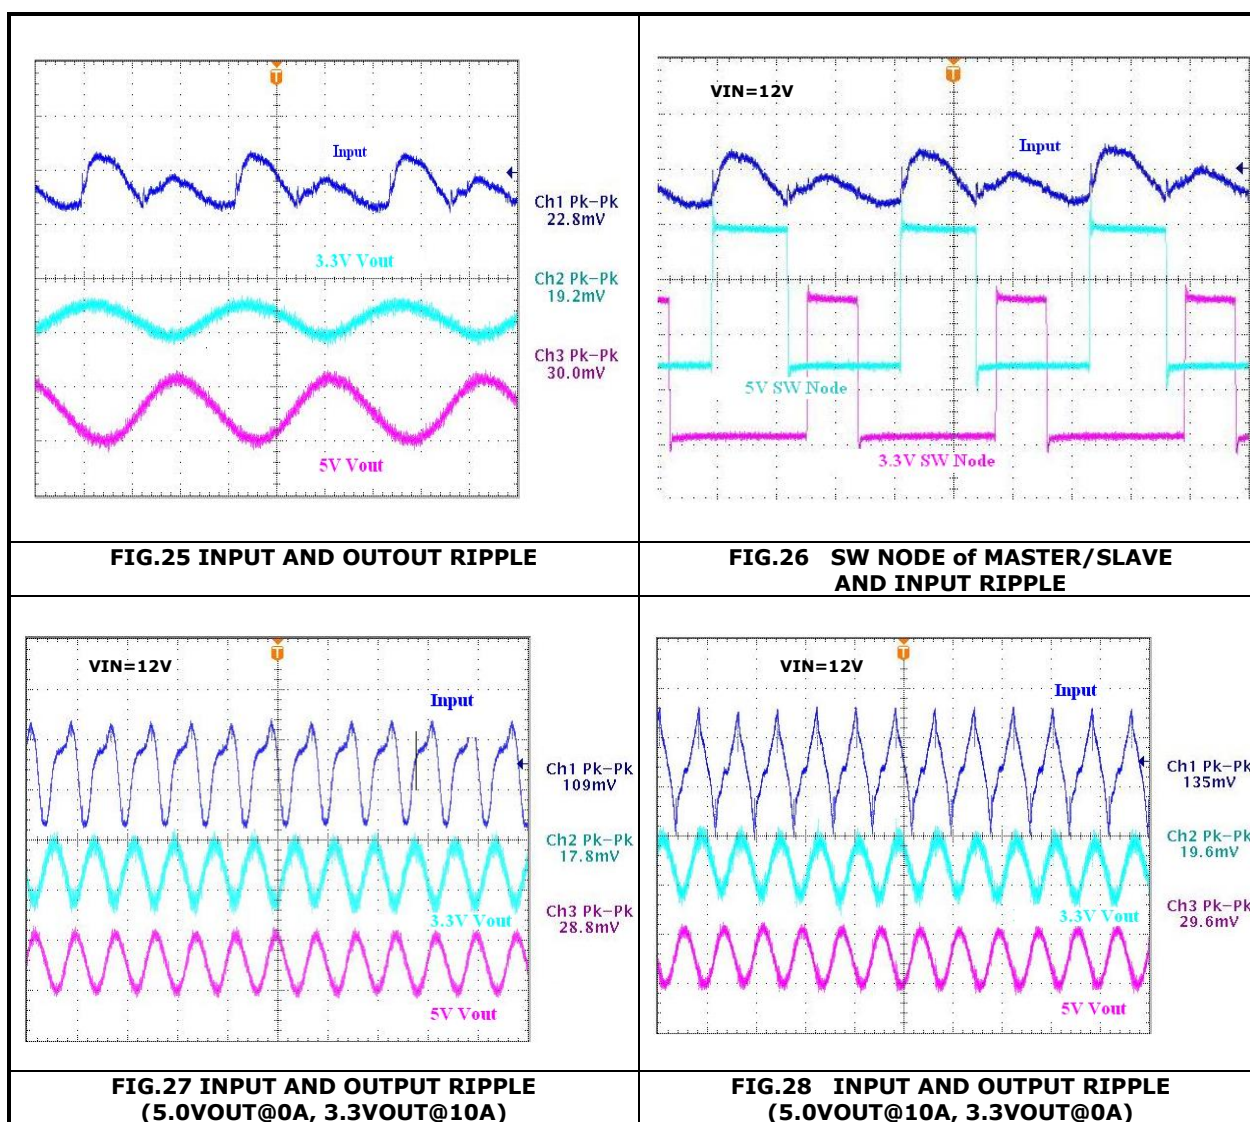 T
Input
Ch1 Pk-Pk
22.8mV
3.3V Vout
Ch2 Pk-Pk
19.2mV
Ch3 Pk-Pk
30.0mV
5V Vout
FIG.25 INPUT AND OUTOUT RIPPLE
T
VIN=12V
Input
5V SW Node
3.3V SW Node
FIG.26 SW NODE of MASTER/SLAVE
AND INPUT RIPPLE
T
VIN=12V
Input
Ch1 Pk-Pk
109mV
Ch2 Pk-Pk
17.8mV
3.3V Vout
Ch3 Pk-Pk
28.8mV
5V Vout
FIG.27 INPUT AND OUTPUT RIPPLE
(5.0VOUT@0A, 3.3VOUT@10A)
T
VIN=12V
Input
Ch1 Pk-Pk
135mV
Ch2 Pk-Pk
19.6mV
3.3V Vout
Ch3 Pk-Pk
29.6mV
5V Vout
FIG.28 INPUT AND OUTPUT RIPPLE
(5.0VOUT@10A, 3.3VOUT@0A)